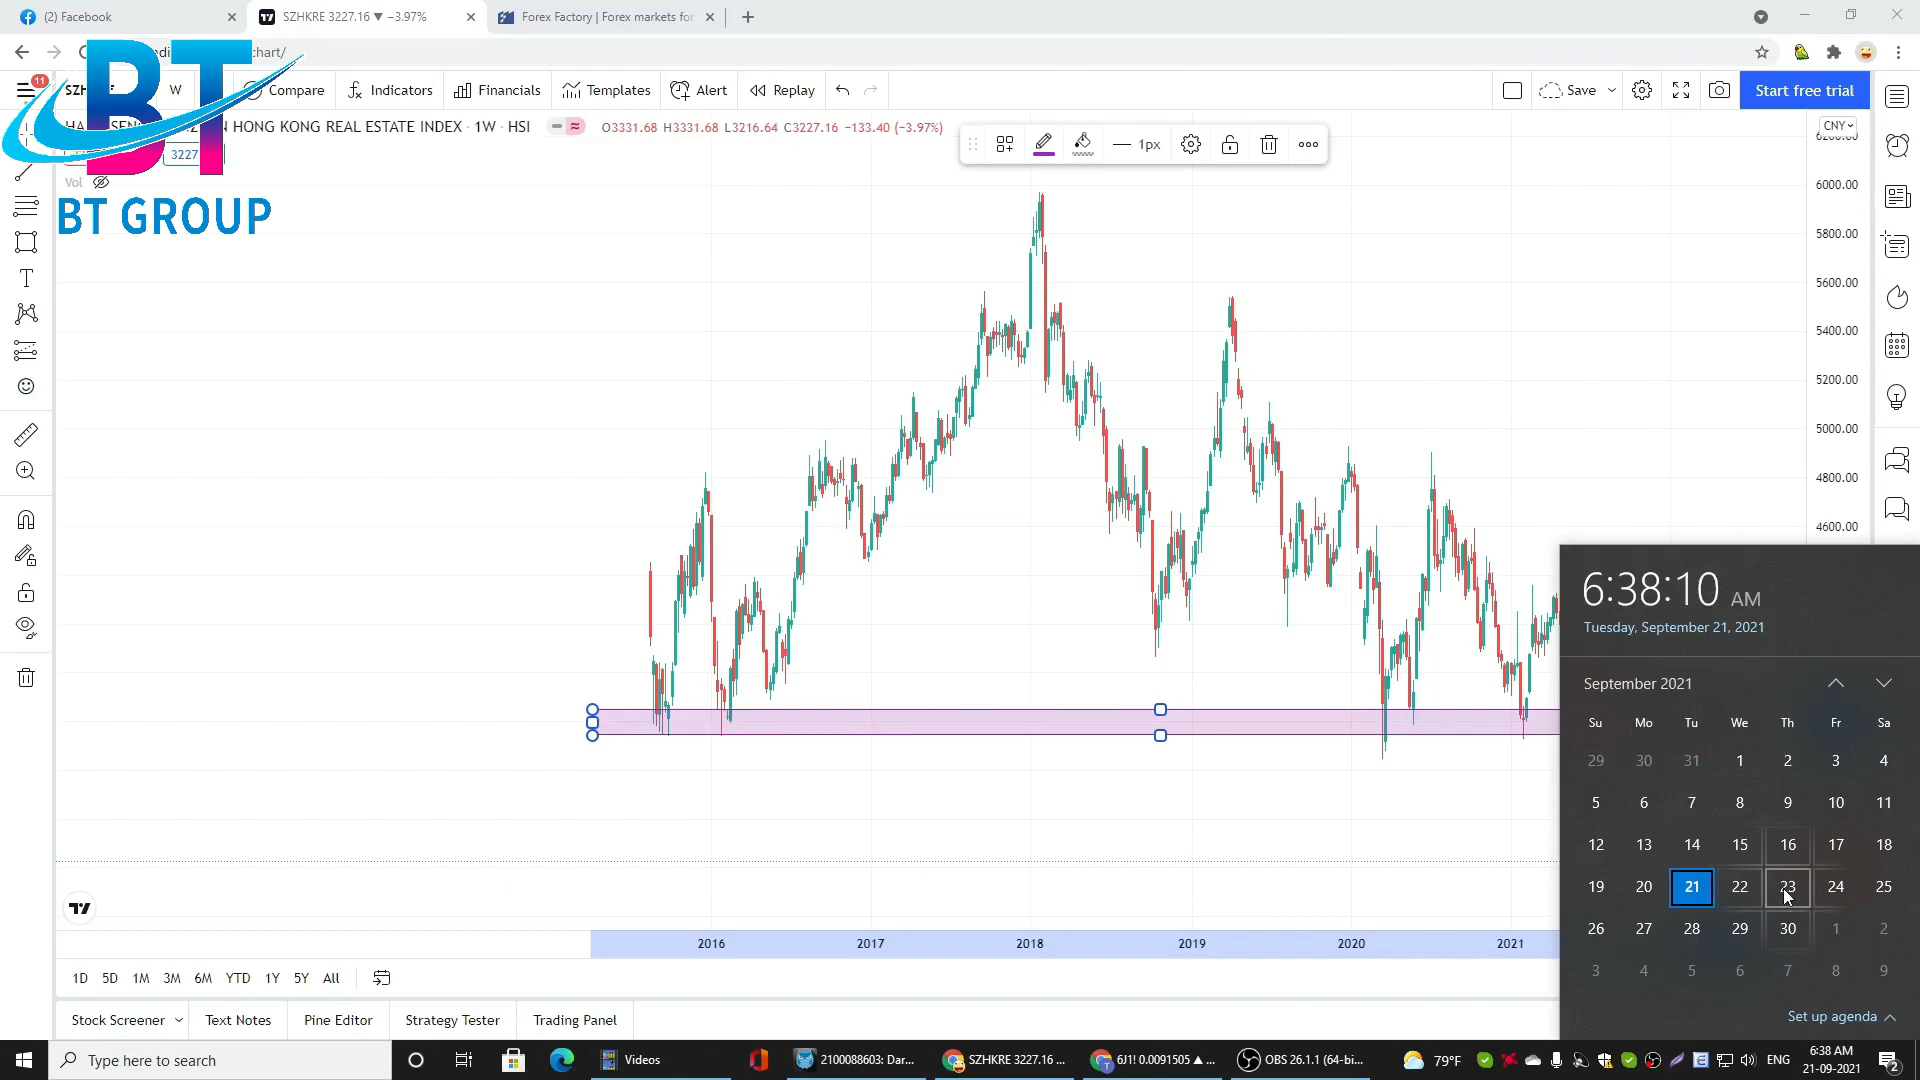 (2) Facebook
SZHKRE 3227.16 ▼ −3.97%
Forex Factory | Forex markets for
chart/
11
W
Compare
Indicators
Financials
Templates
Alert
Replay
Save
Start free trial
HONG KONG REAL ESTATE INDEX · 1W · HSI
O3331.68 H3331.68 L3216.64 C3227.16 −133.40 (−3.97%)
1px
CNY
3227
Vol
BT
BT GROUP
6000.00
5800.00
5600.00
5400.00
5200.00
5000.00
4800.00
4600.00
6:38:10 AM
Tuesday, September 21, 2021
September 2021
Su Mo Tu We Th Fr Sa
29 30 31 1 2 3 4
5 6 7 8 9 10 11
12 13 14 15 16 17 18
19 20 21 22 23 24 25
26 27 28 29 30 1 2
3 4 5 6 7 8 9
Set up agenda
2016 2017 2018 2019 2020 2021
1D 5D 1M 3M 6M YTD 1Y 5Y All
Stock Screener
Text Notes
Pine Editor
Strategy Tester
Trading Panel
Type here to search
Videos
2100088603: Dar...
SZHKRE 3227.16 ...
6J1! 0.0091505 ▲ ...
OBS 26.1.1 (64-bi...
79°F
ENG
6:38 AM
21-09-2021
2